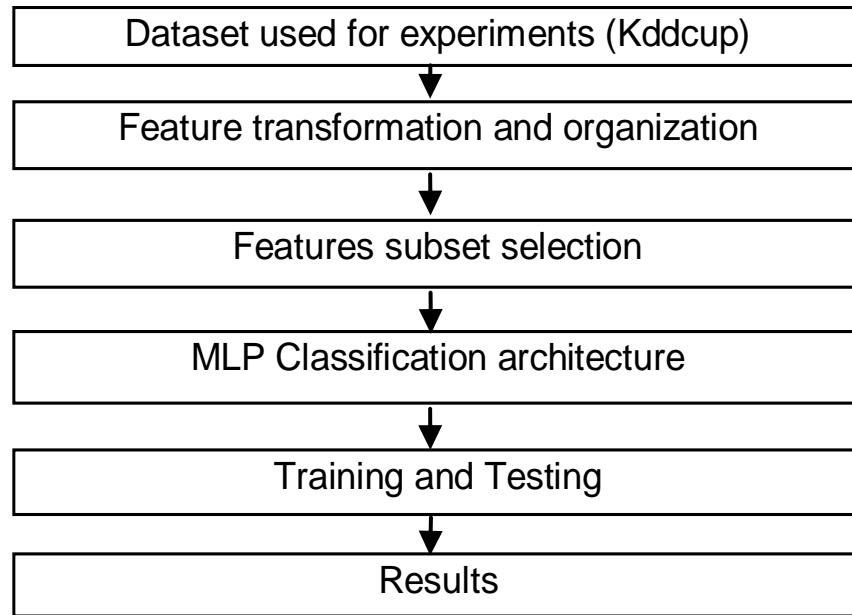 Dataset used for experiments (Kddcup)
Feature transformation and organization
Features subset selection
MLP Classification architecture
Training and Testing
Results